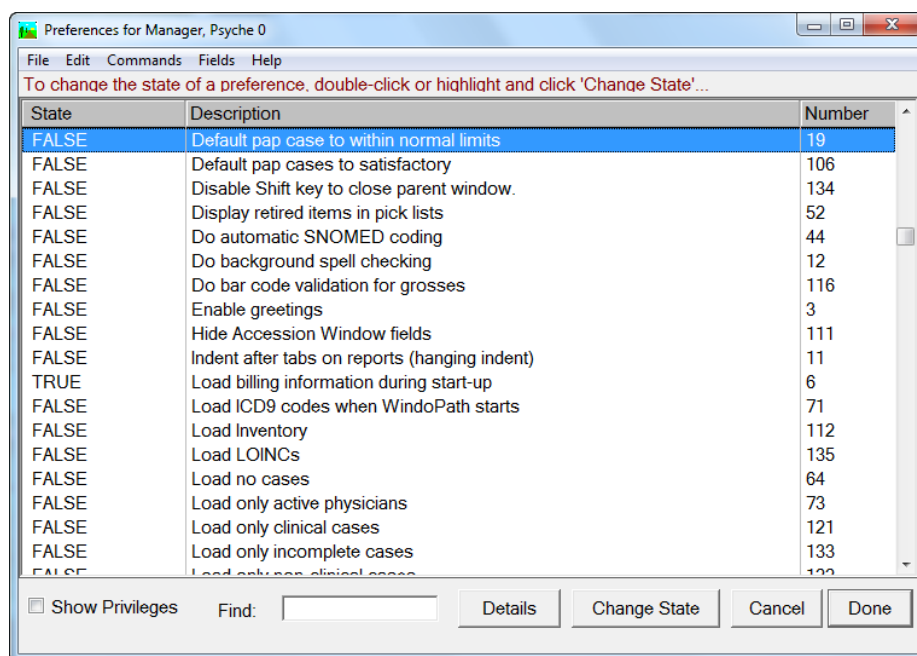 Preferences for Manager, Psyche 0
File Edit Commands Fields Help
To change the state of a preference, double-click or highlight and click 'Change State'...
State Description Number
FALSE Default pap case to within normal limits 19
FALSE Default pap cases to satisfactory 106
FALSE Disable Shift key to close parent window. 134
FALSE Display retired items in pick lists 52
FALSE Do automatic SNOMED coding 44
FALSE Do background spell checking 12
FALSE Do bar code validation for grosses 116
FALSE Enable greetings 3
FALSE Hide Accession Window fields 111
FALSE Indent after tabs on reports (hanging indent) 11
TRUE Load billing information during start-up 6
FALSE Load ICD9 codes when WindoPath starts 71
FALSE Load Inventory 112
FALSE Load LOINCs 135
FALSE Load no cases 64
FALSE Load only active physicians 73
FALSE Load only clinical cases 121
FALSE Load only incomplete cases 133
FALSE Load only non-clinical cases 122
Show Privileges Find: Details Change State Cancel Done